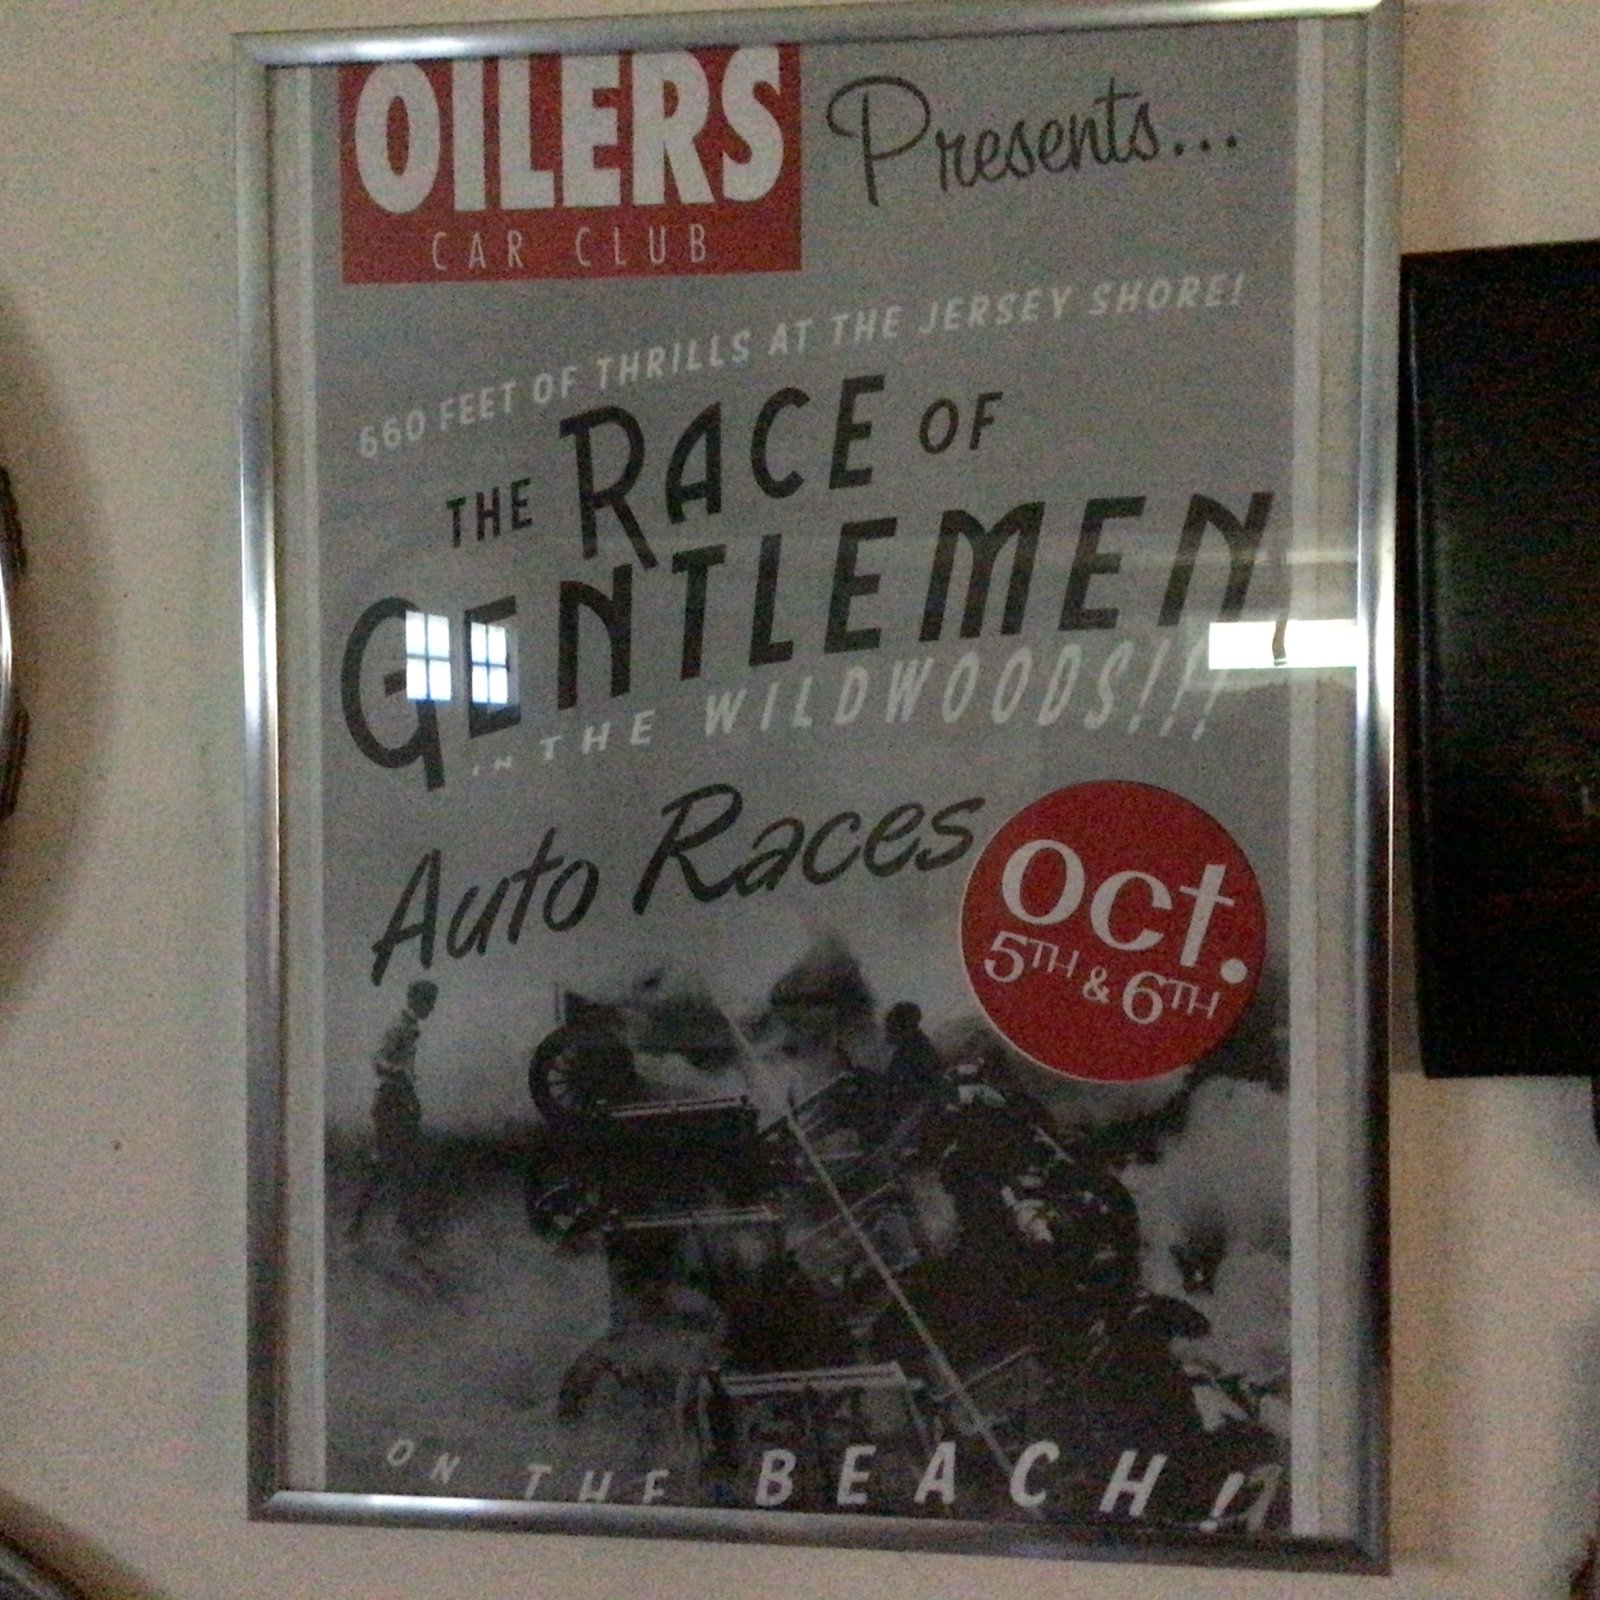 OILERS
CAR CLUB
Presents...
660 FEET OF THRILLS AT THE JERSEY SHORE!
THE RACE OF
GENTLEMEN
IN THE WILDWOODS!!!
Auto Races
Oct.
5TH & 6TH
ON THE BEACH!!